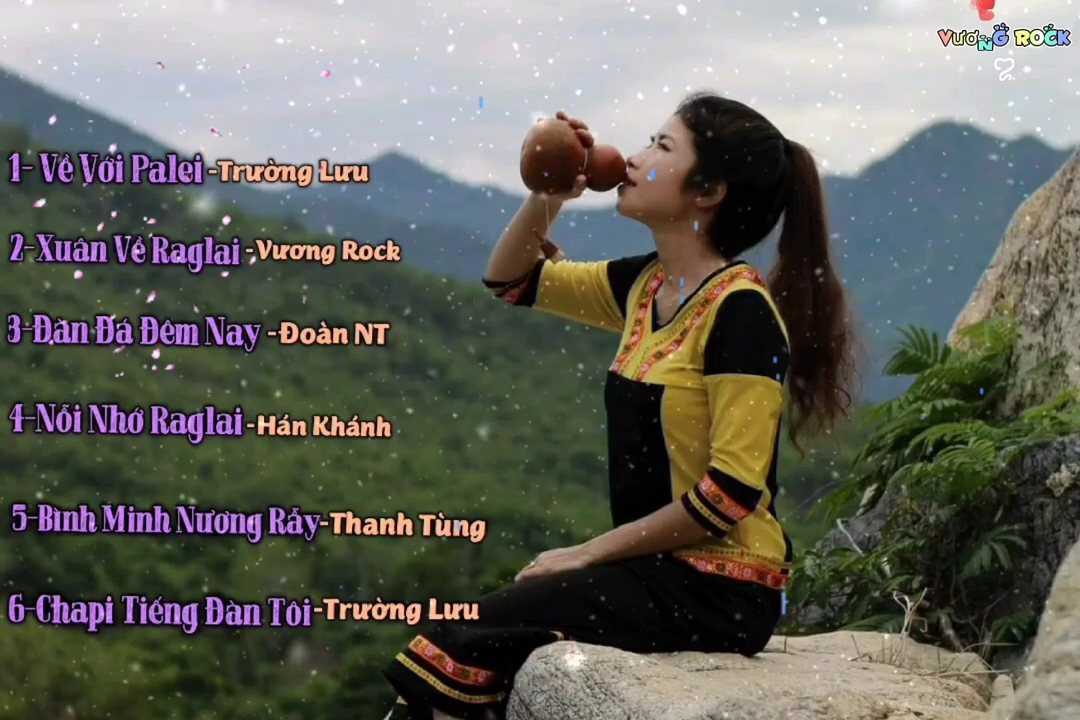 VƯƠNG ROCK
1- Về Với Palei -Trường Lưu
2-Xuân Về Raglai -Vương Rock
3-Đàn Đá Đêm Nay -Đoàn NT
4-Nỗi Nhớ Raglai -Hán Khánh
5-Bình Minh Nương Rẫy-Thanh Tùng
6-Chapi Tiếng Đàn Tôi-Trường Lưu